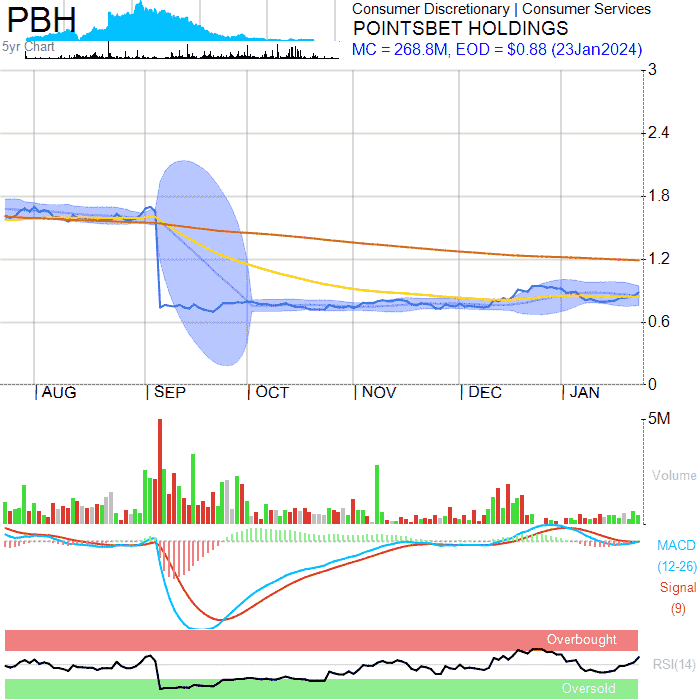 PBH
Consumer Discretionary | Consumer Services
POINTSBET HOLDINGS
MC = 268.8M, EOD = $0.88 (23Jan2024)
5yr Chart
3
2.4
1.8
1.2
0.6
0
AUG SEP OCT NOV DEC JAN
5M
Volume
MACD
(12-26)
Signal
(9)
Overbought
RSI(14)
Oversold